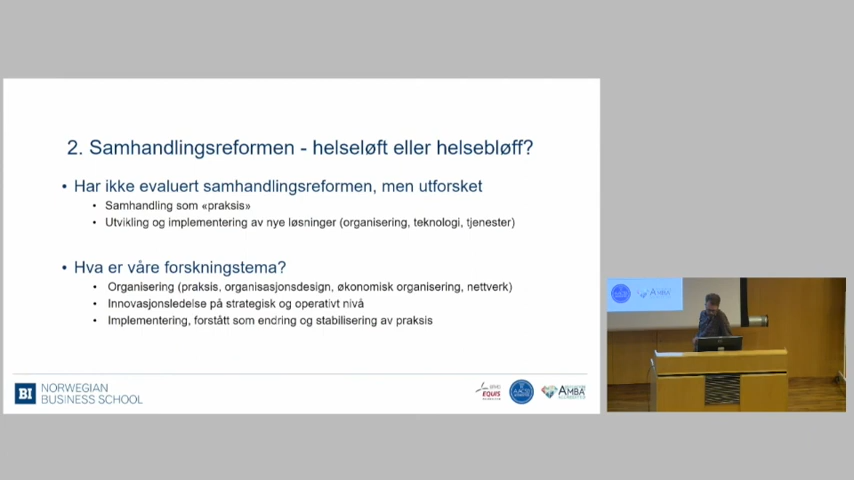 2. Samhandlingsreformen - helseløft eller helsebløff?
• Har ikke evaluert samhandlingsreformen, men utforsket
• Samhandling som «praksis»
• Utvikling og implementering av nye løsninger (organisering, teknologi, tjenester)
• Hva er våre forskningstema?
• Organisering (praksis, organisasjonsdesign, økonomisk organisering, nettverk)
• Innovasjonsledelse på strategisk og operativt nivå
• Implementering, forstått som endring og stabilisering av praksis
BI NORWEGIAN
BUSINESS SCHOOL
EFMD
EQUIS
AMBA
AMBA